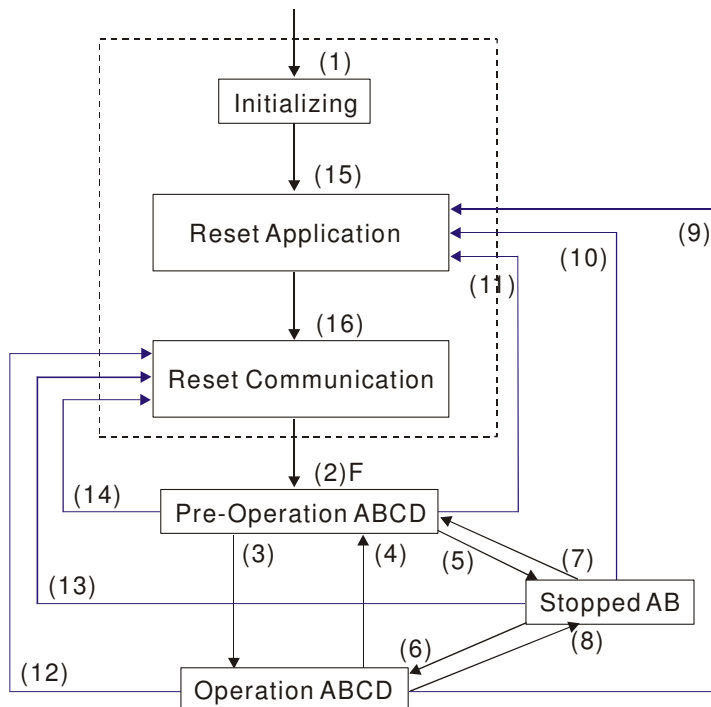 (1)
Initializing
(15)
Reset Application
(9)
(10)
(11)
(16)
Reset Communication
(2)F
(14)
Pre-Operation ABCD
(3)
(4)
(5)
(7)
(13)
Stopped AB
(6)
(8)
(12)
Operation ABCD